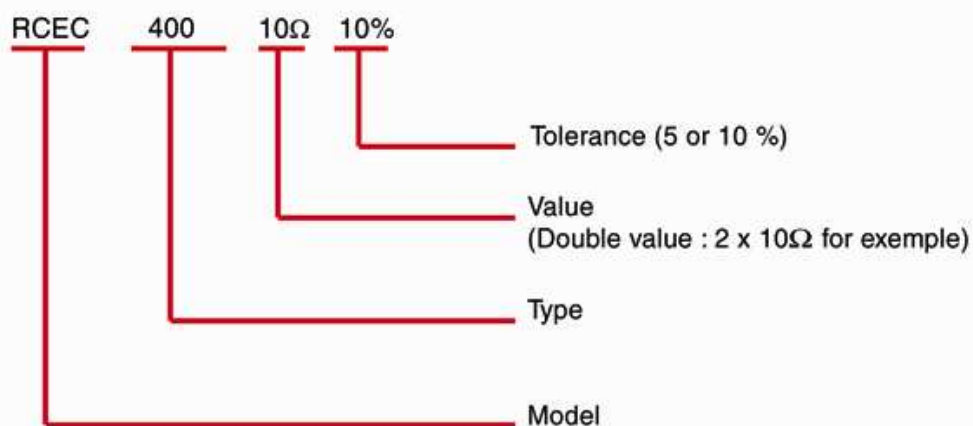 RCEC 400 10Ω 10%
Tolerance (5 or 10 %)
Value
(Double value : 2 x 10Ω for exemple)
Type
Model